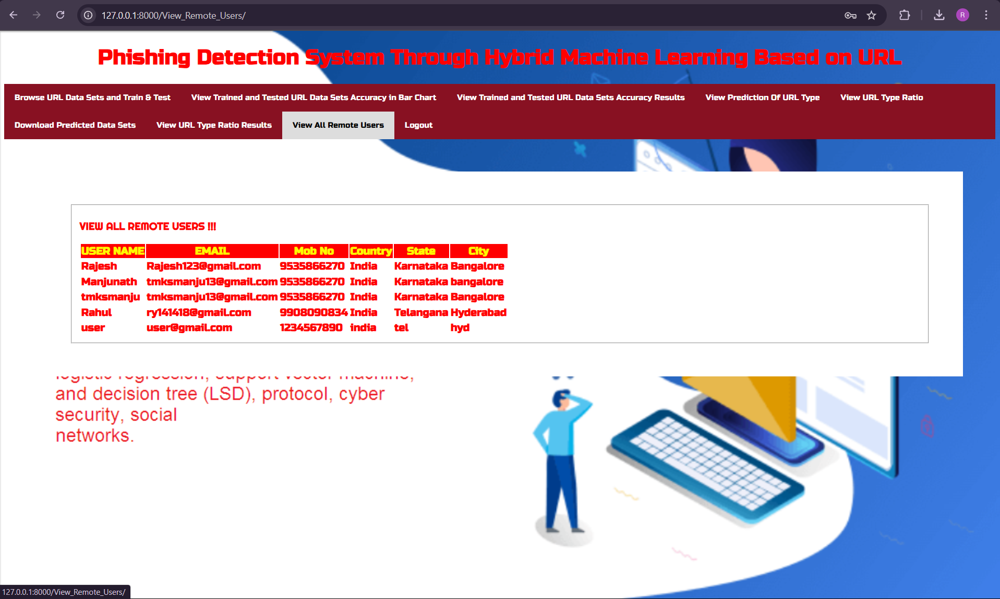 127.0.0.1:8000/View_Remote_Users/
R
Phishing Detection System Through Hybrid Machine Learning Based on URL
Browse URL Data Sets and Train & Test View Trained and Tested URL Data Sets Accuracy in Bar Chart View Trained and Tested URL Data Sets Accuracy Results View Prediction Of URL Type View URL Type Ratio
Download Predicted Data Sets View URL Type Ratio Results View All Remote Users Logout
VIEW ALL REMOTE USERS !!!
USER NAME EMAIL Mob No Country State City
Rajesh Rajesh123@gmail.com 9535866270 India Karnataka Bangalore
Manjunath tmksmanju13@gmail.com 9535866270 India Karnataka bangalore
tmksmanju tmksmanju13@gmail.com 9535866270 India Karnataka Bangalore
Rahul ry141418@gmail.com 9908090834 India Telangana Hyderabad
user user@gmail.com 1234567890 india tel hyd
logistic regression, support vector machine,
and decision tree (LSD), protocol, cyber
security, social
networks.
127.0.0.1:8000/View_Remote_Users/